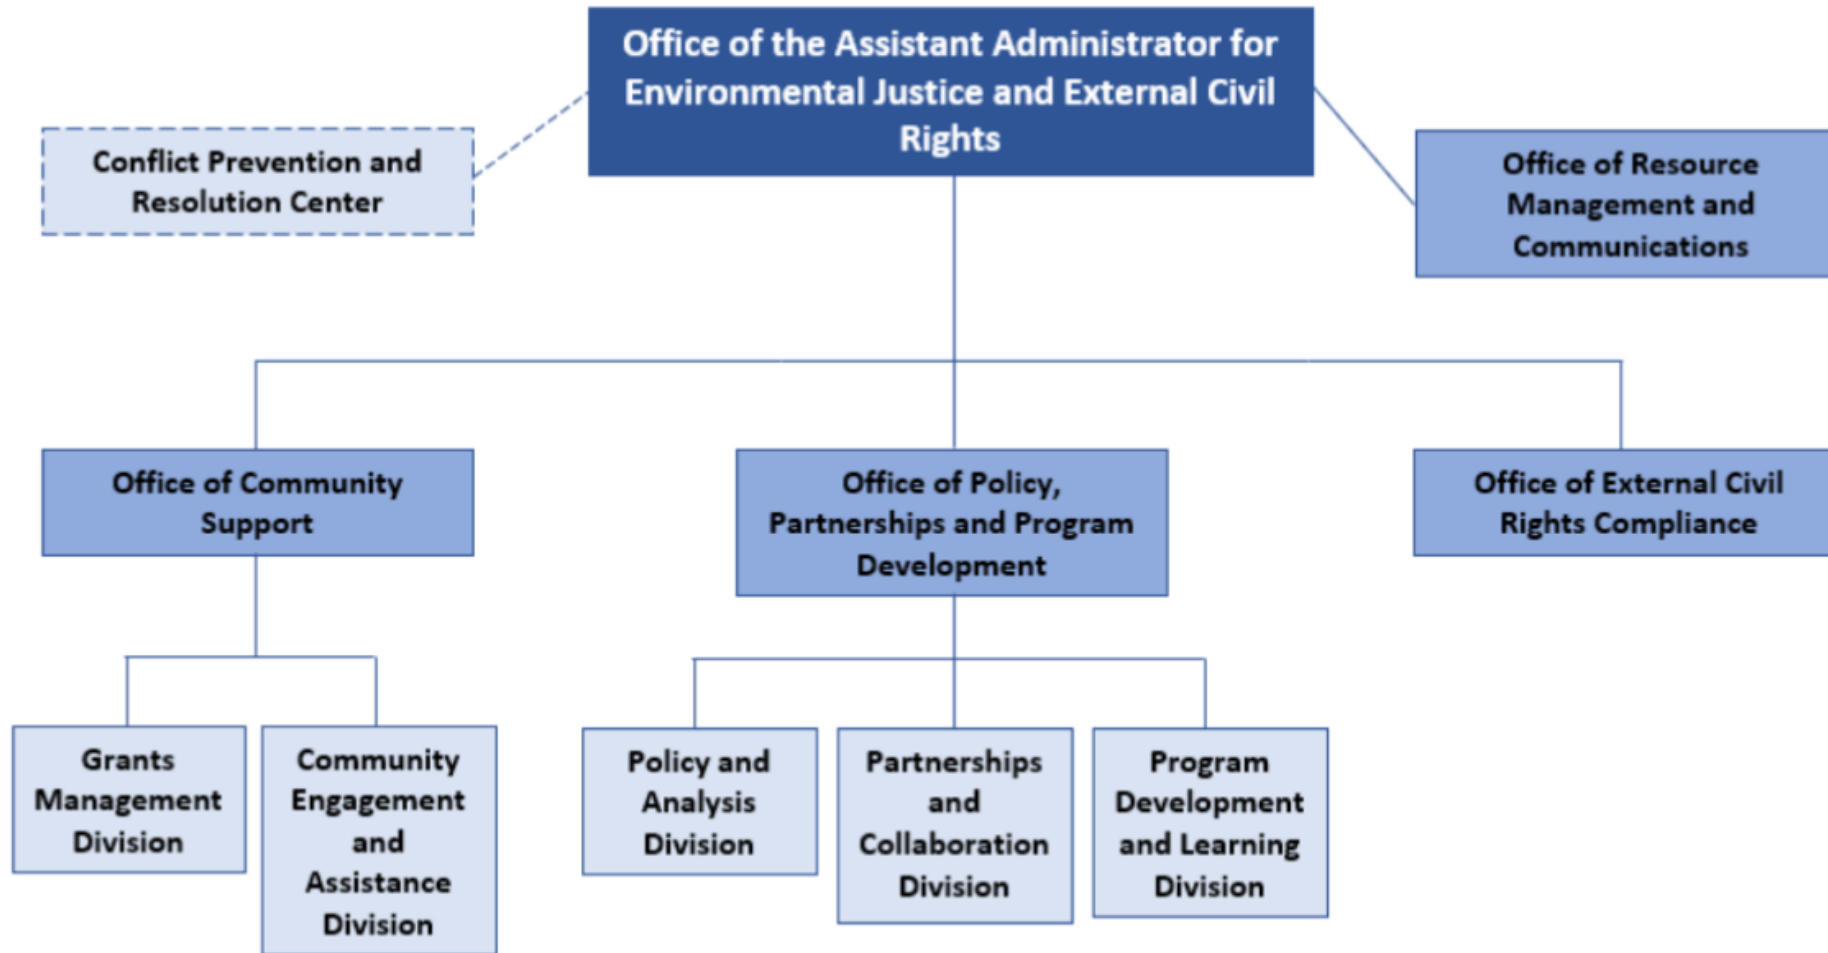 Office of the Assistant Administrator for
Environmental Justice and External Civil
Rights
Conflict Prevention and
Resolution Center
Office of Resource
Management and
Communications
Office of Community
Support
Office of Policy,
Partnerships and Program
Development
Office of External Civil
Rights Compliance
Grants
Management
Division
Community
Engagement
and
Assistance
Division
Policy and
Analysis
Division
Partnerships
and
Collaboration
Division
Program
Development
and Learning
Division